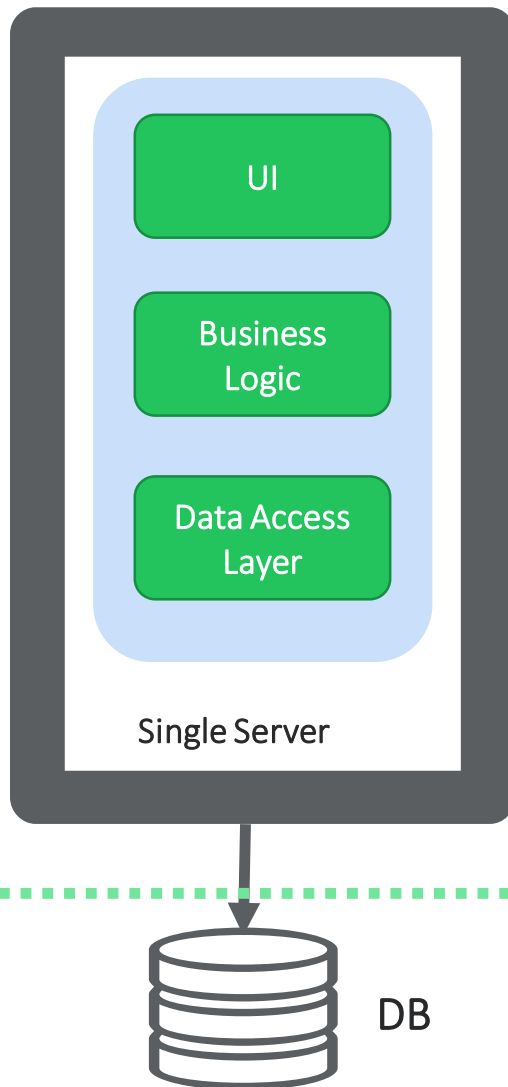 UI
Business
Logic
Data Access
Layer
Single Server
DB